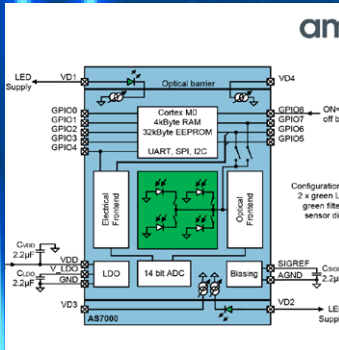 am
LED
Supply
VD1
Optical barrier
VD4
GPIO0
GPIO1
GPIO2
GPIO3
GPIO4
Cortex M0
4kByte RAM
32kByte EEPROM
UART, SPI, I2C
GPIO8
GPIO7
GPIO6
GPIO5
ON=
off b
Electrical
Frontend
Optical
Frontend
Configuration
2 x green L
green filte
sensor di
CVDD
2.2µF
VDD
V_LDO
CLDO
2.2µF
GND
LDO
14 bit ADC
Biasing
SIGREF
AGND
2.2µ
VD3
VD2
AS7000
LE
Suppl